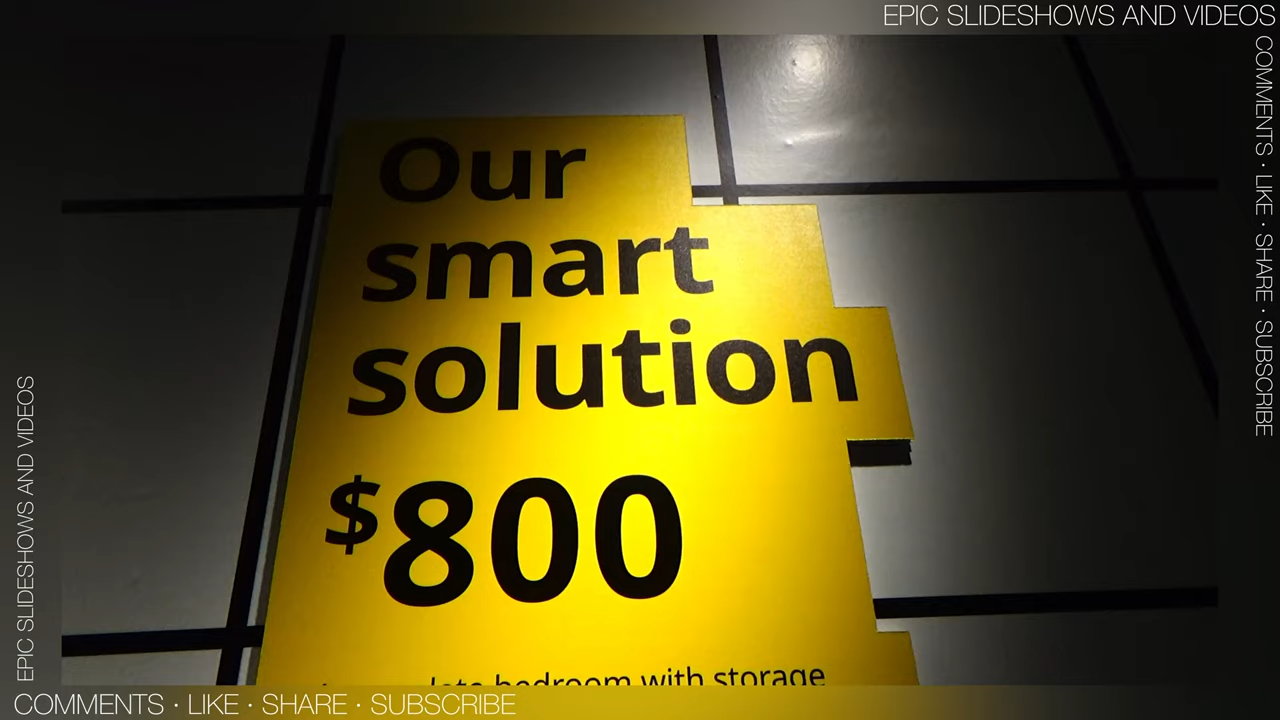 EPIC SLIDESHOWS AND VIDEOS
COMMENTS · LIKE · SHARE · SUBSCRIBE
Our
smart
solution
$800
bedroom with storage
EPIC SLIDESHOWS AND VIDEOS
COMMENTS · LIKE · SHARE · SUBSCRIBE